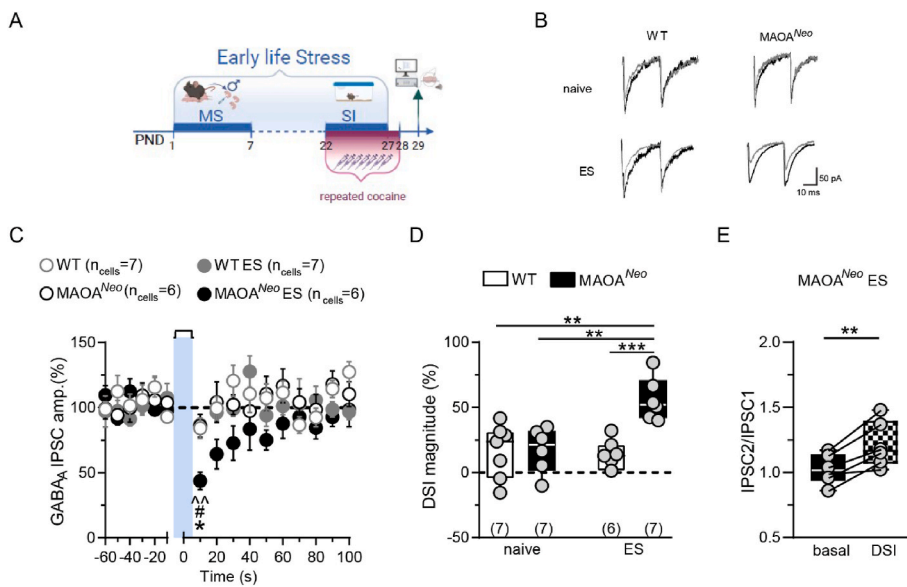 A
Early life Stress
MS
SI
PND
1
7
22
27
28
29
repeated cocaine
B
WT
MAOA^Neo
naive
ES
50 pA
10 ms
C
WT (n_cells=7)
WT ES (n_cells=7)
MAOA^Neo (n_cells=6)
MAOA^Neo ES (n_cells=6)
GABA_A IPSC amp.(%)
150
100
50
0
^^
#
*
-60 -40 -20 0 20 40 60 80 100
Time (s)
D
WT
MAOA^Neo
**
**
***
DSI magnitude (%)
100
50
0
-50
(7) (7) (6) (7)
naive
ES
E
MAOA^Neo ES
**
IPSC2/IPSC1
2.0
1.5
1.0
0.5
basal
DSI